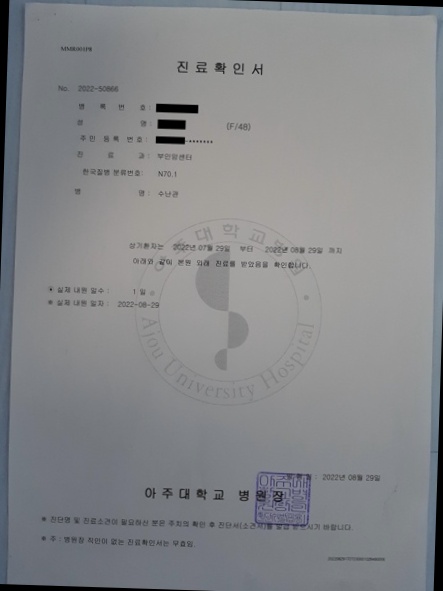 진료확인서
No. 2022-50866
병 록 번 호 :
성 명 : (F/48)
주민 등록 번호 : -*******
진 료 과 : 부인암센터
한국질병 분류번호: N70.1
병 명 : 수난관
상기환자는 2022년 07월 29일 부터 2022년 08월 29일 까지
아래와 같이 본원 외래 진료를 받았음을 확인합니다.
* 실제 내원 일수 : 1 일
* 실제 내원 일자 : 2022-08-29
아주대학교병원
Ajou University Hospital
2022년 08월 29일
아주대학교 병원장
* 진단명 및 진료소견이 필요하신 분은 주치의 확인 후 진단서(소견서)를 발급 받으시기 바랍니다.
* 주 : 병원장 직인이 없는 진료확인서는 무효임.